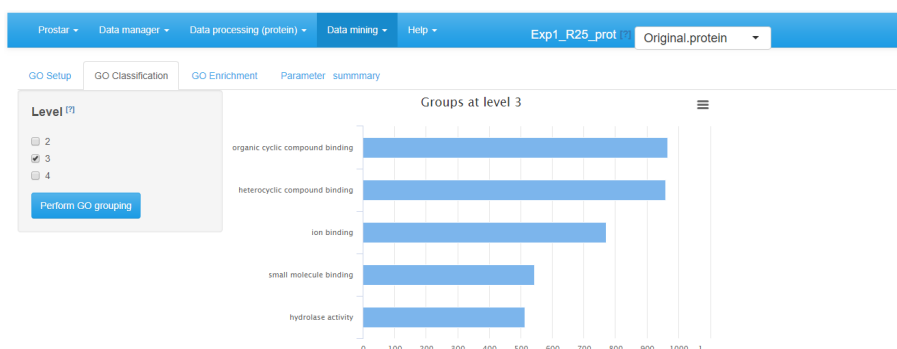 Prostar Data manager Data processing (protein) Data mining Help Exp1_R25_prot [?] Original.protein
GO Setup GO Classification GO Enrichment Parameter summmary
Level [?]
2
3
4
Perform GO grouping
Groups at level 3
organic cyclic compound binding
heterocyclic compound binding
ion binding
small molecule binding
hydrolase activity
0 100 200 300 400 500 600 700 800 900 1000 1